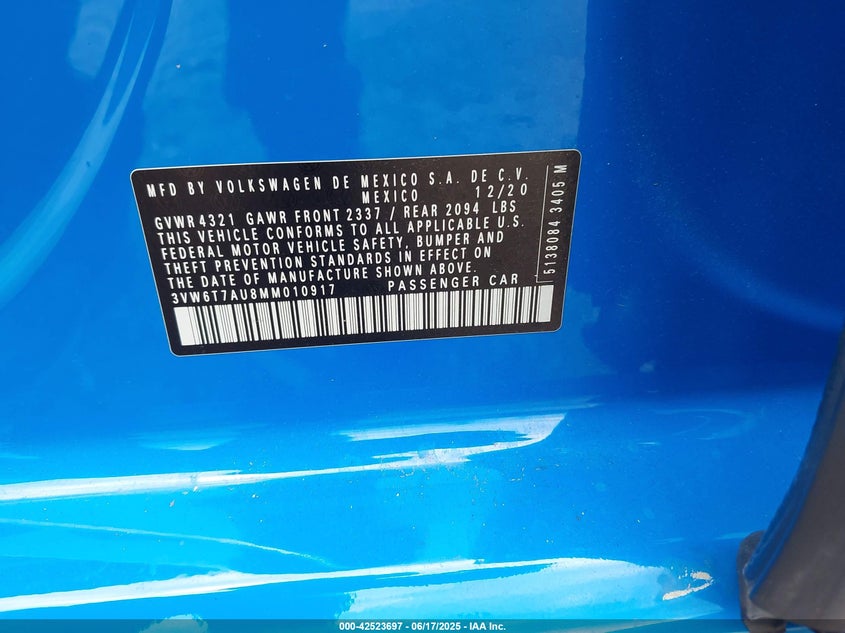 MFD BY VOLKSWAGEN DE MEXICO S.A. DE C.V.
MEXICO 12/20
GVWR 4321 GAWR FRONT 2337 / REAR 2094 LBS
THIS VEHICLE CONFORMS TO ALL APPLICABLE U.S.
FEDERAL MOTOR VEHICLE SAFETY, BUMPER AND
THEFT PREVENTION STANDARDS IN EFFECT ON
THE DATE OF MANUFACTURE SHOWN ABOVE.
3VW6T7AU8MM010917 PASSENGER CAR
5138084 3405 M
000-42523697 - 06/17/2025 - IAA Inc.